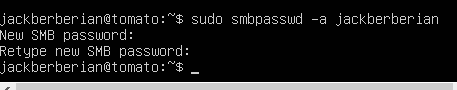 jackberberian@tomato:~$ sudo smbpasswd -a jackberberian
New SMB password:
Retype new SMB password:
jackberberian@tomato:~$ _